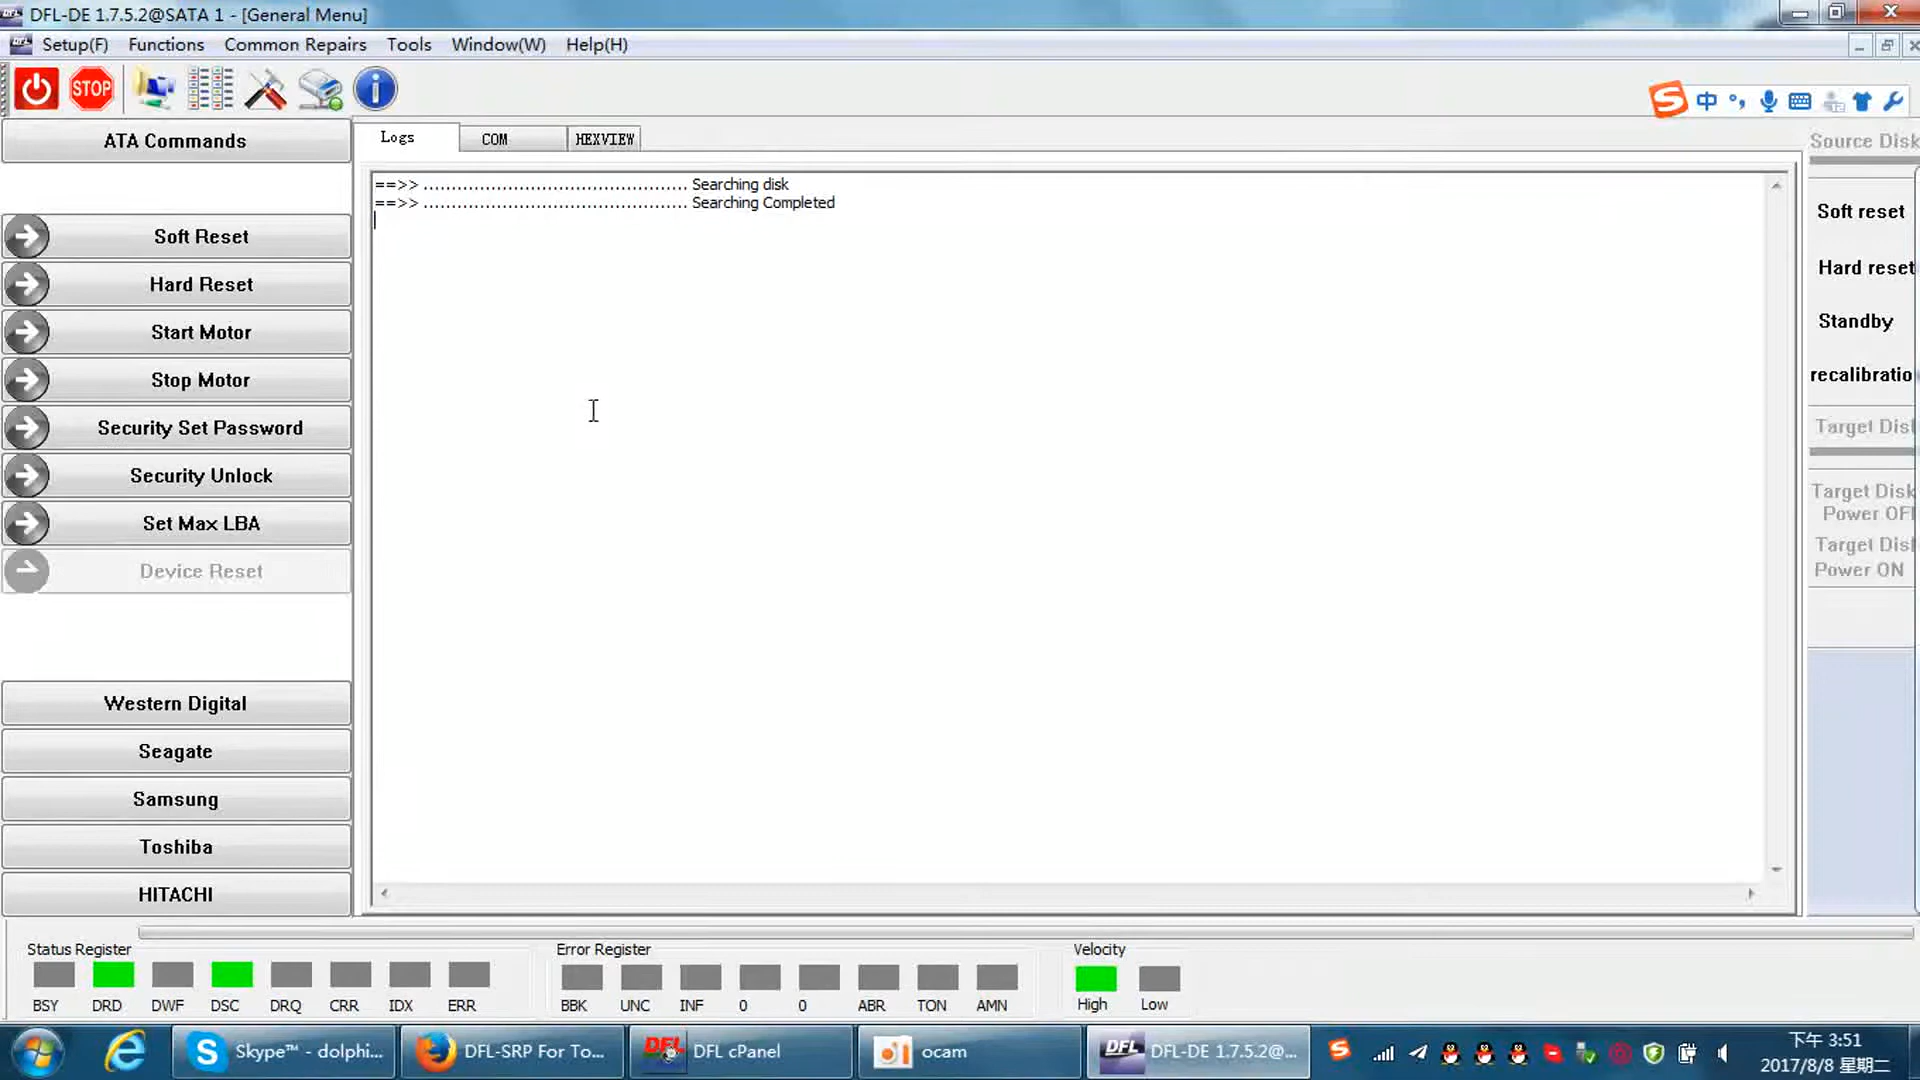 DFL-DE 1.7.5.2@SATA 1 - [General Menu]
Setup(F) Functions Common Repairs Tools Window(W) Help(H)
STOP
中
ATA Commands
Soft Reset
Hard Reset
Start Motor
Stop Motor
Security Set Password
Security Unlock
Set Max LBA
Device Reset
Western Digital
Seagate
Samsung
Toshiba
HITACHI
Logs COM HEXVIEW
==>> ............................................... Searching disk
==>> ............................................... Searching Completed
Source Disk
Soft reset
Hard reset
Standby
recalibratio
Target Dis
Target Disk
Power OF
Target Dis
Power ON
Status Register
BSY DRD DWF DSC DRQ CRR IDX ERR
Error Register
BBK UNC INF 0 0 ABR TON AMN
Velocity
High Low
Skype™ - dolphi...
DFL-SRP For To...
DFL cPanel
ocam
DFL-DE 1.7.5.2@...
下午 3:51
2017/8/8 星期二